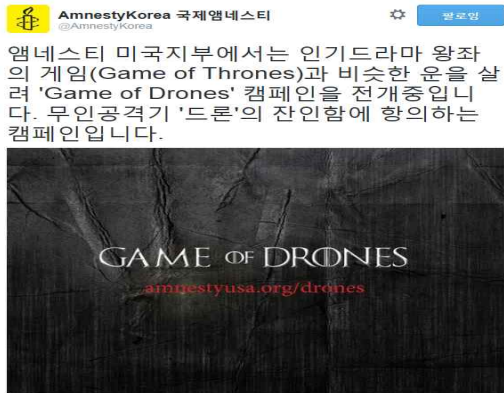 AmnestyKorea 국제앰네스티
@AmnestyKorea
팔로잉
앰네스티 미국지부에서는 인기드라마 왕좌
의 게임(Game of Thrones)과 비슷한 운을 살
려 'Game of Drones' 캠페인을 전개중입니
다. 무인공격기 '드론'의 잔인함에 항의하는
캠페인입니다.
GAME OF DRONES
amnestyusa.org/drones